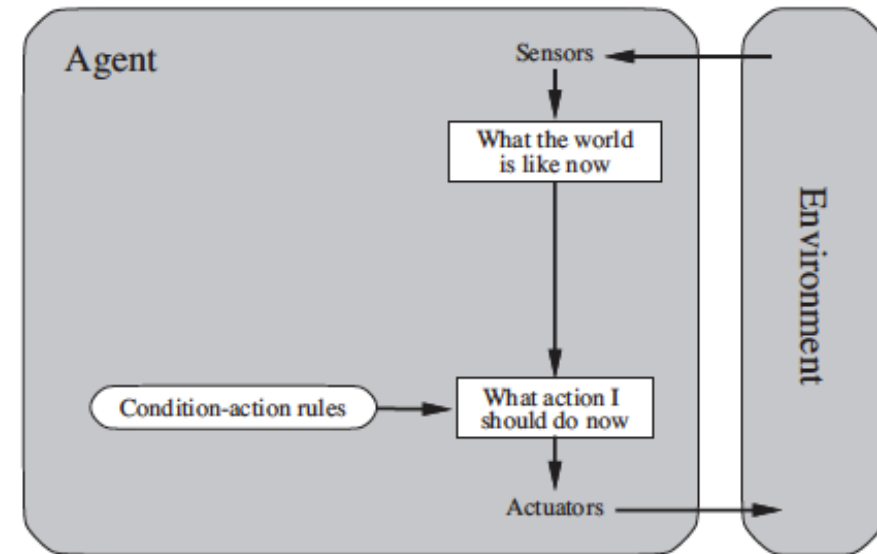 Agent
Sensors
What the world
is like now
Environment
Condition-action rules
What action I
should do now
Actuators